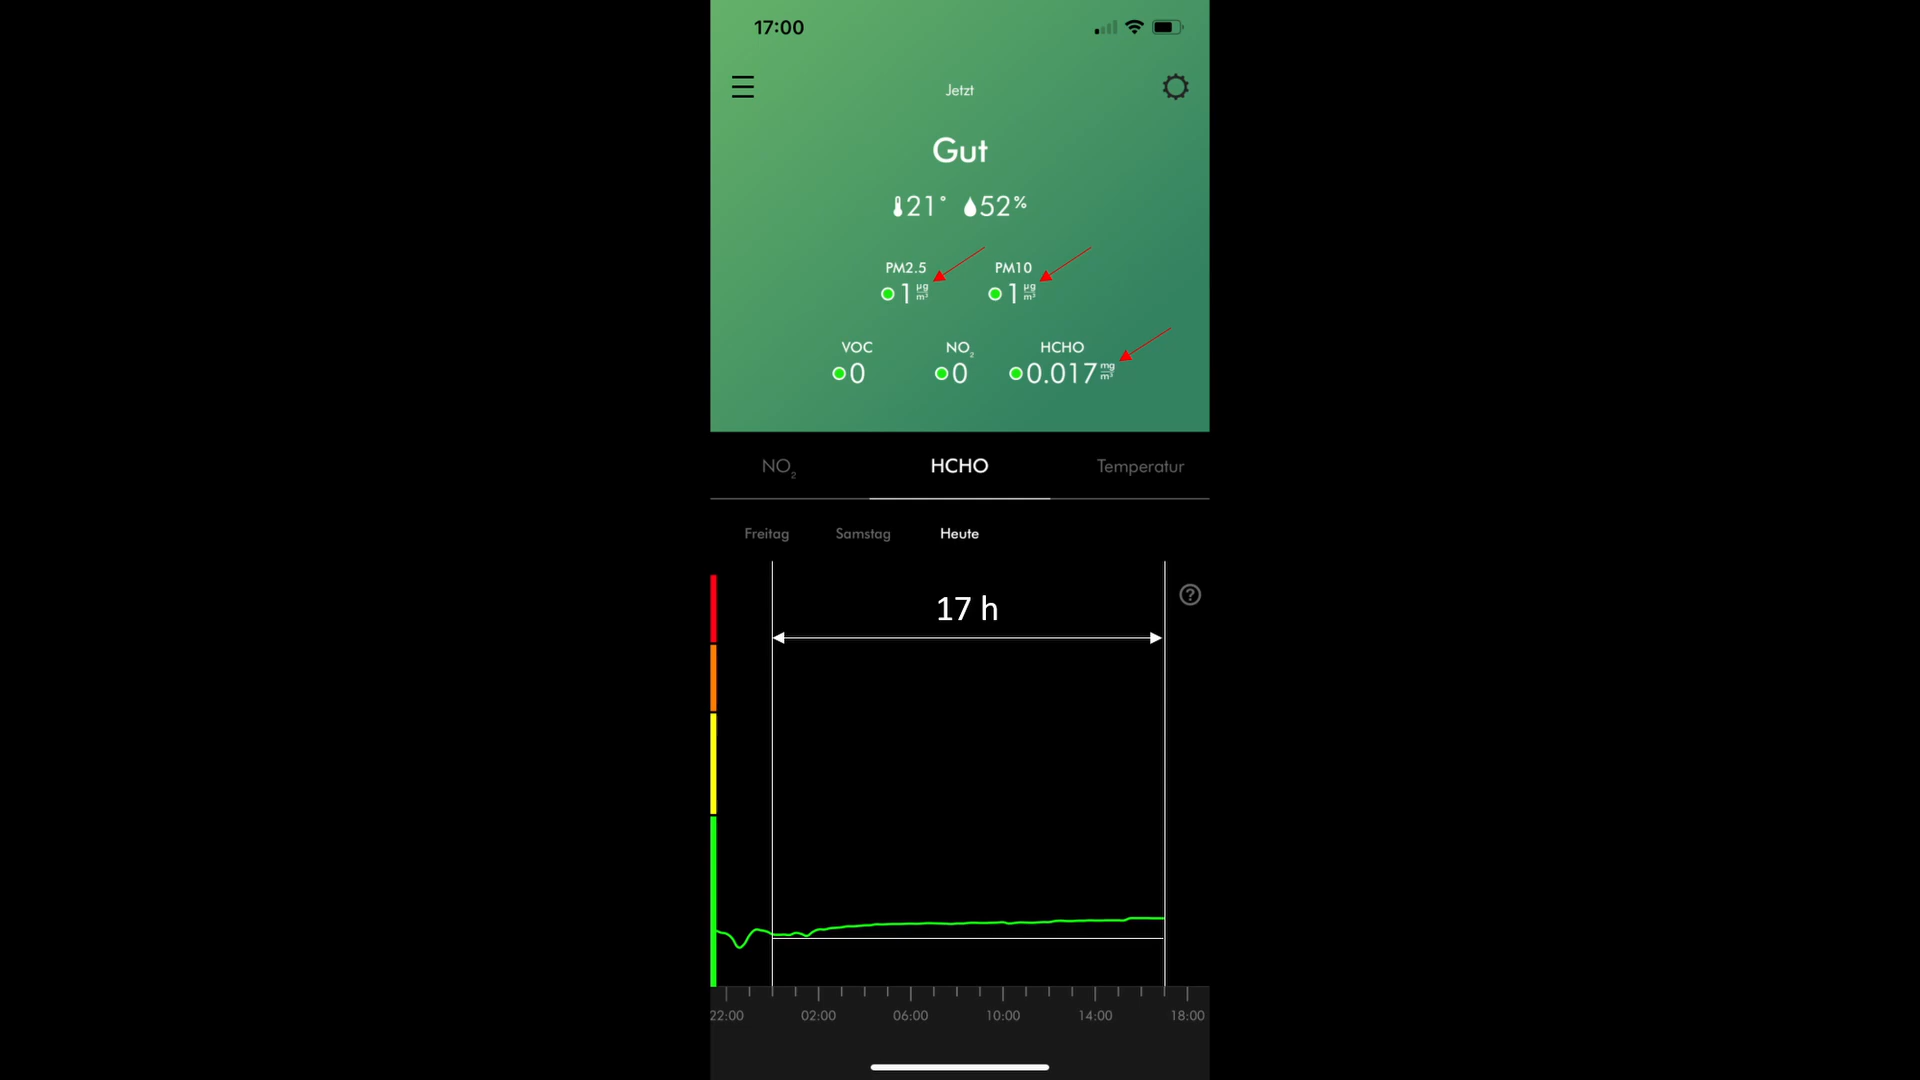 17:00
Jetzt
Gut
21° 52%
PM2.5 PM10
1 µg/m³ 1 µg/m³
VOC NO₂ HCHO
0 0 0.017 mg/m³
NO₂ HCHO Temperatur
Freitag Samstag Heute
17 h
?
22:00 02:00 06:00 10:00 14:00 18:00